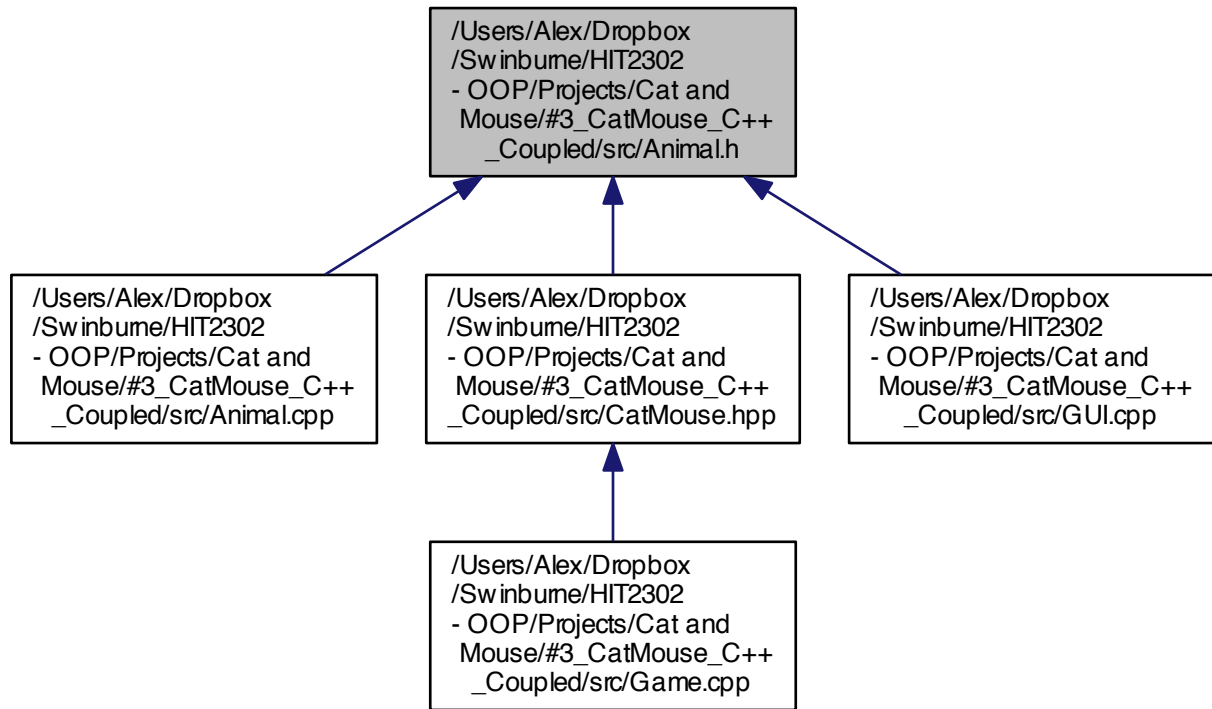 /Users/Alex/Dropbox
/Swinburne/HIT2302
- OOP/Projects/Cat and
Mouse/#3_CatMouse_C++
_Coupled/src/Animal.h
/Users/Alex/Dropbox
/Swinburne/HIT2302
- OOP/Projects/Cat and
Mouse/#3_CatMouse_C++
_Coupled/src/Animal.cpp
/Users/Alex/Dropbox
/Swinburne/HIT2302
- OOP/Projects/Cat and
Mouse/#3_CatMouse_C++
_Coupled/src/CatMouse.hpp
/Users/Alex/Dropbox
/Swinburne/HIT2302
- OOP/Projects/Cat and
Mouse/#3_CatMouse_C++
_Coupled/src/GUI.cpp
/Users/Alex/Dropbox
/Swinburne/HIT2302
- OOP/Projects/Cat and
Mouse/#3_CatMouse_C++
_Coupled/src/Game.cpp